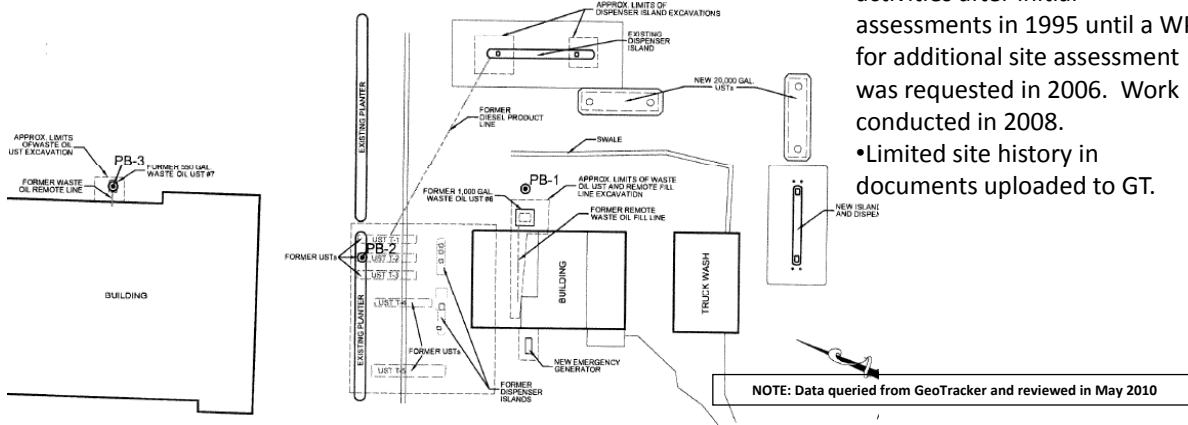 activities after initial
assessments in 1995 until a WP
for additional site assessment
was requested in 2006. Work
conducted in 2008.
•Limited site history in
documents uploaded to GT.
APPROX. LIMITS OF
DISPENSER ISLAND EXCAVATIONS
EXISTING
DISPENSER
ISLAND
NEW 20,000 GAL.
USTs
FORMER
DIESEL PRODUCT
LINE
SWALE
EXISTING PLANTER
APPROX. LIMITS
OFWASTE OIL
UST EXCAVATION
PB-3
FORMER 550 GAL.
WASTE OIL UST #7
FORMER WASTE
OIL REMOTE LINE
PB-1
FORMER 1,000 GAL.
WASTE OIL UST #6
APPROX. LIMITS OF WASTE
OIL UST AND REMOTE FILL
LINE EXCAVATION
FORMER REMOTE
WASTE OIL FILL LINE
NEW ISLAND
AND DISPEN
UST T-1
PB-2
FORMER USTs
UST T-2
UST T-3
UST T-4
FORMER USTs
UST T-5
EXISTING PLANTER
BUILDING
BUILDING
TRUCK WASH
NEW EMERGENCY
GENERATOR
FORMER
DISPENSER
ISLANDS
NOTE: Data queried from GeoTracker and reviewed in May 2010